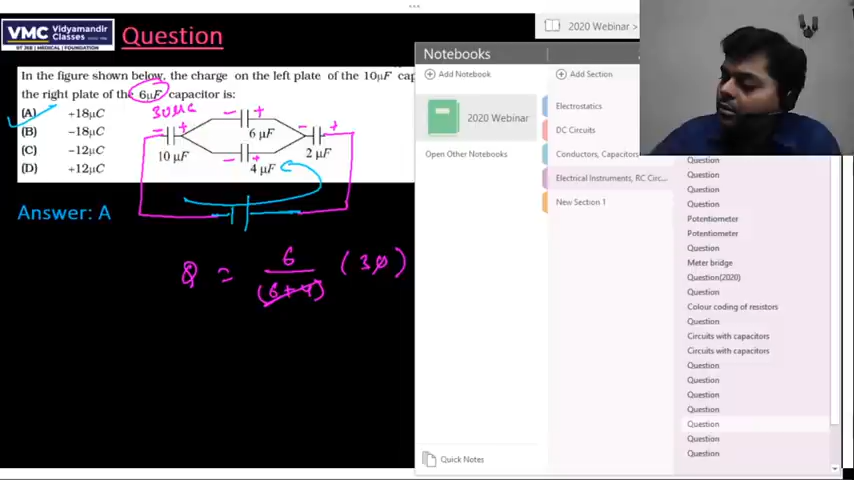 VMC Vidyamandir Classes
IIT JEE | MEDICAL | FOUNDATION
Question
2020 Webinar
Notebooks
Add Notebook
Add Section
2020 Webinar
Open Other Notebooks
Quick Notes
Electrostatics
DC Circuits
Conductors, Capacitors
Electrical Instruments, RC Circ...
New Section 1
Question
Question
Question
Question
Potentiometer
Potentiometer
Question
Meter bridge
Question(2020)
Question
Colour coding of resistors
Question
Circuits with capacitors
Circuits with capacitors
Question
Question
Question
Question
Question
Question
Question
In the figure shown below, the charge on the left plate of the 10μF cap
the right plate of the 6μF capacitor is:
(A) +18μC
(B) −18μC
(C) −12μC
(D) +12μC
30μC
− +
− +
− +
− +
10 μF
6 μF
4 μF
2 μF
Answer: A
Q = 6/(6+4) (30)